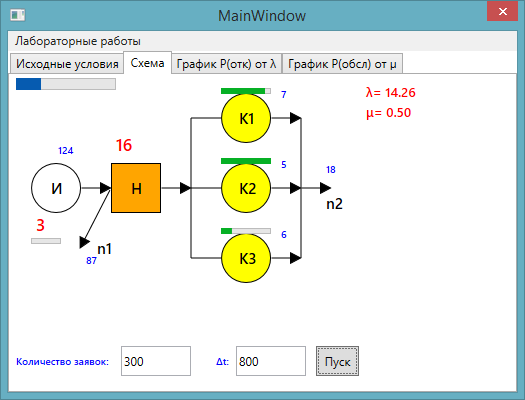 MainWindow
Лабораторные работы
Исходные условия
Схема
График P(отк) от λ
График P(обсл) от μ
7
λ= 14.26
μ= 0.50
K1
124
16
5
18
И
Н
K2
n2
3
n1
87
6
K3
Количество заявок:
300
Δt:
800
Пуск